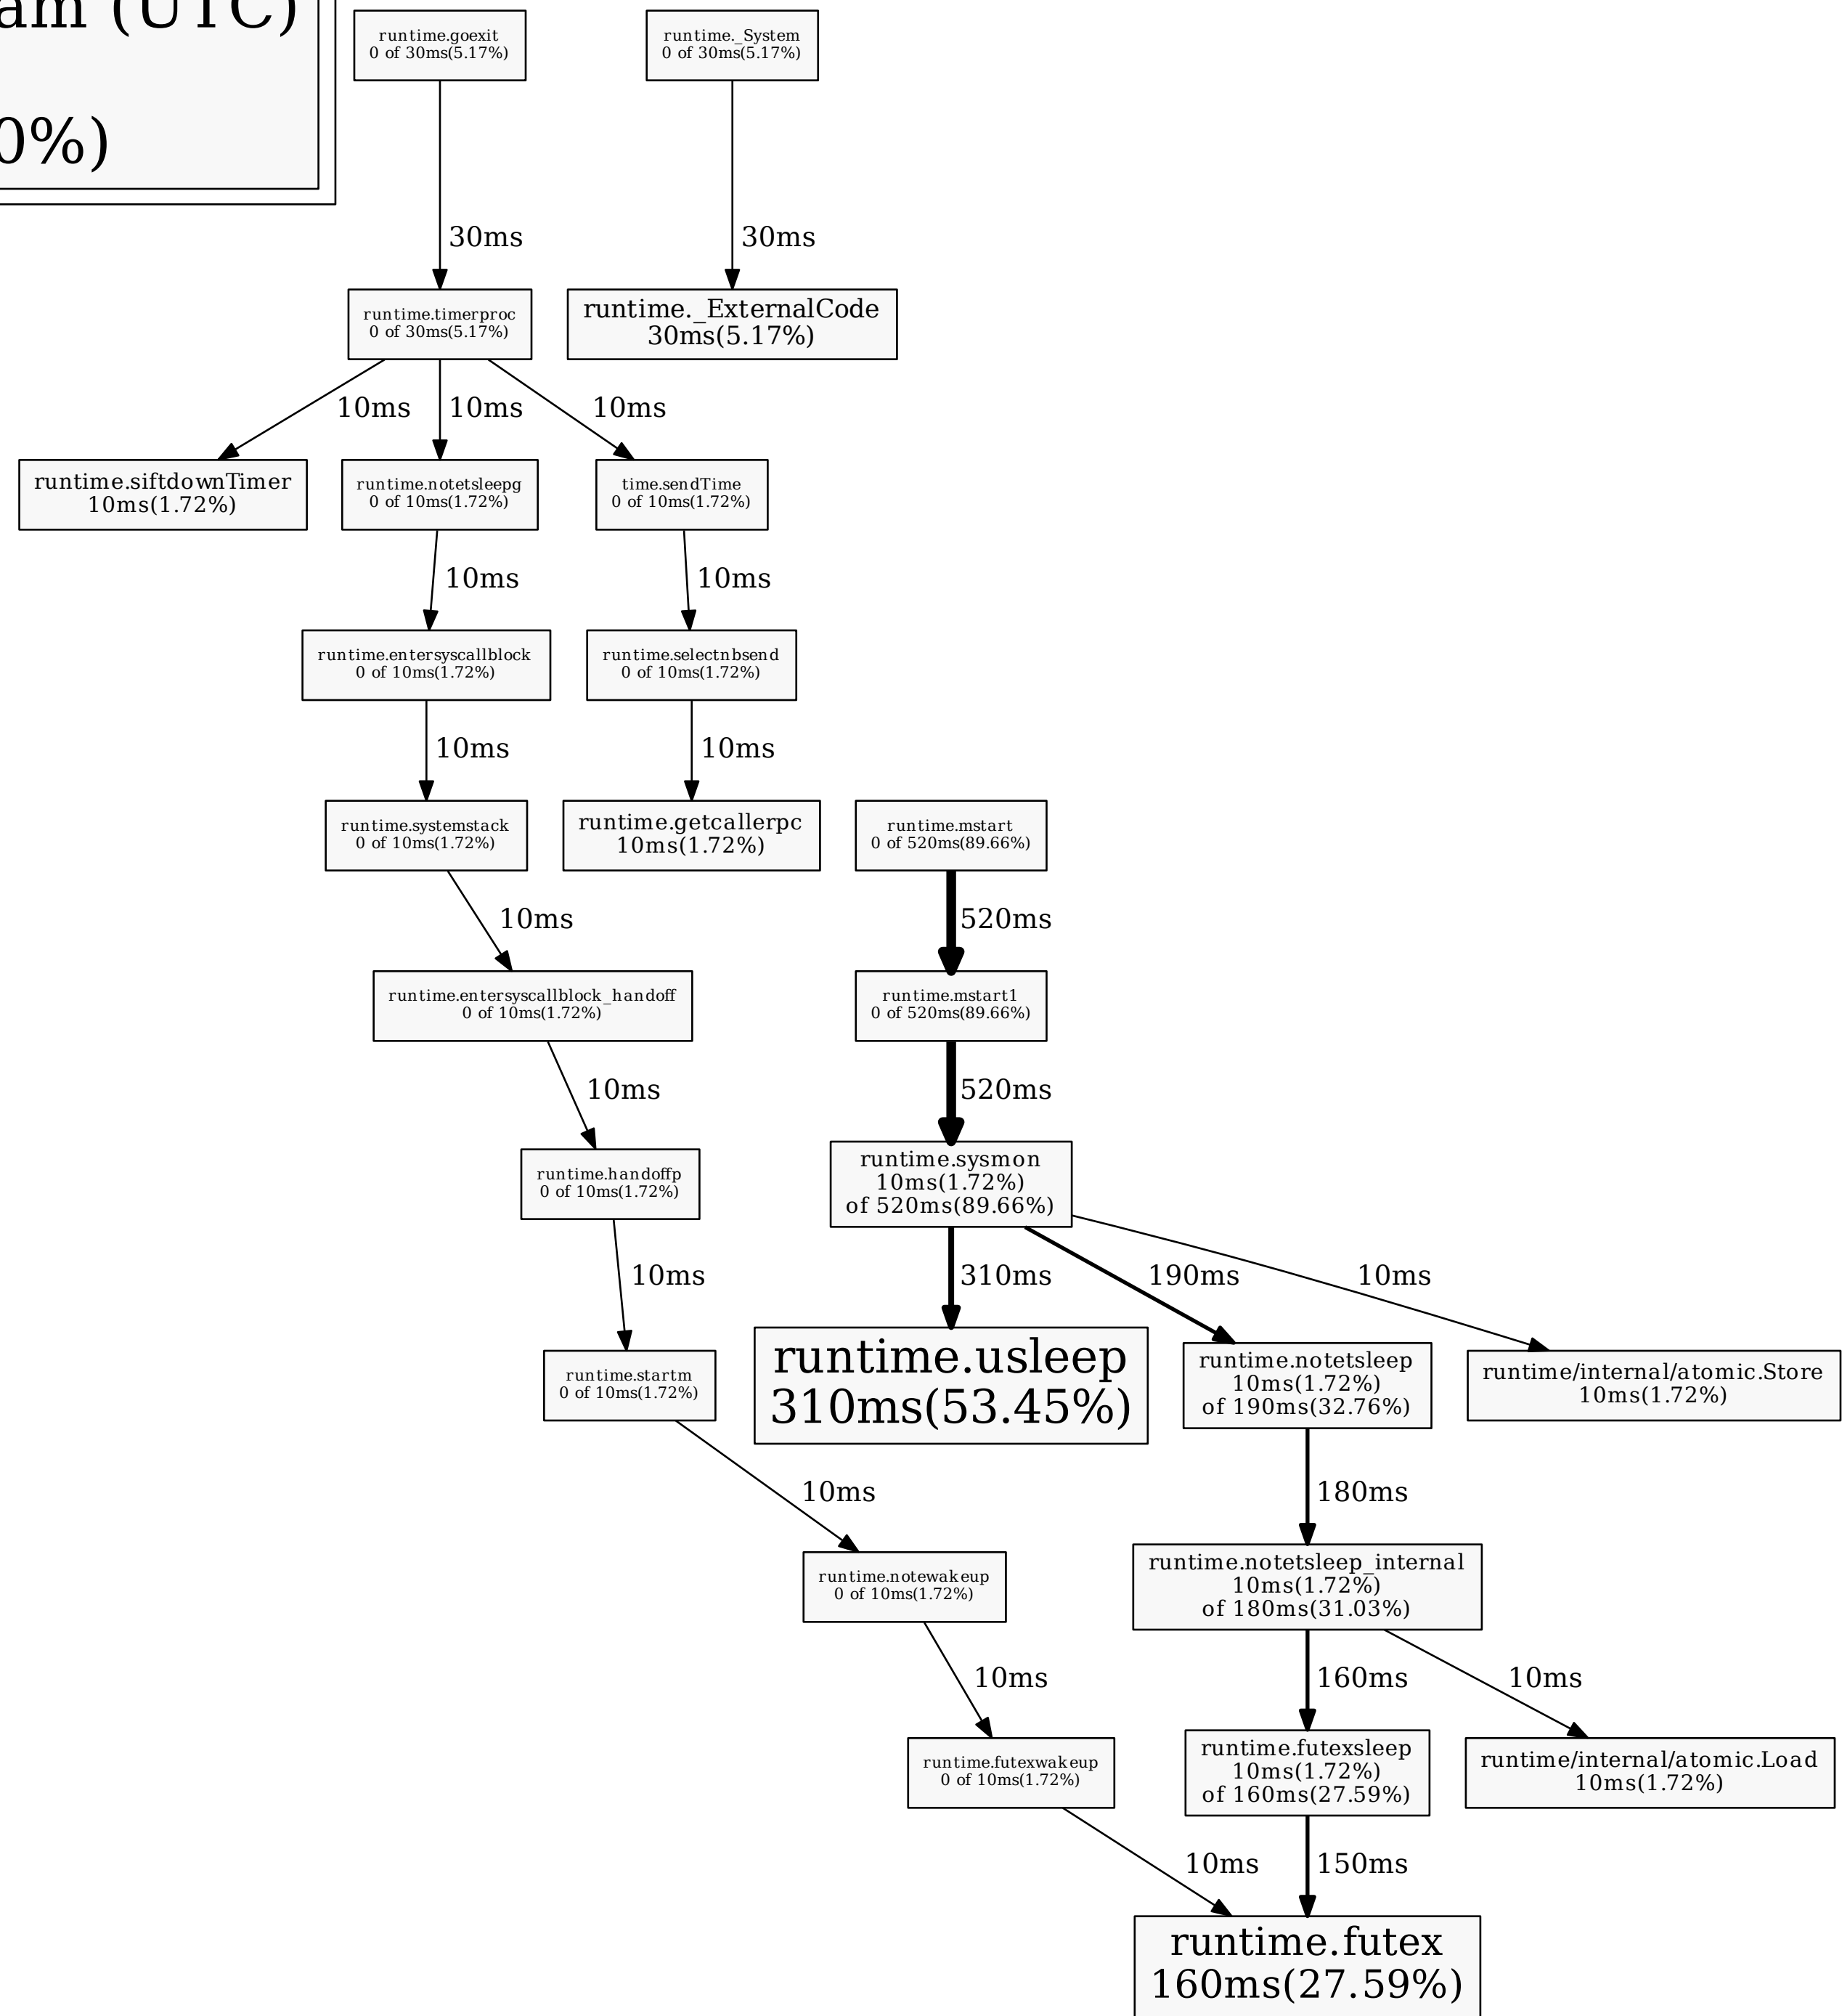 am (UTC)
0%)
runtime.goexit
0 of 30ms(5.17%)
runtime._System
0 of 30ms(5.17%)
30ms
30ms
runtime.timerproc
0 of 30ms(5.17%)
runtime._ExternalCode
30ms(5.17%)
10ms
10ms
10ms
runtime.siftdownTimer
10ms(1.72%)
runtime.notetsleepg
0 of 10ms(1.72%)
time.sendTime
0 of 10ms(1.72%)
10ms
10ms
runtime.entersyscallblock
0 of 10ms(1.72%)
runtime.selectnbsend
0 of 10ms(1.72%)
10ms
10ms
runtime.systemstack
0 of 10ms(1.72%)
runtime.getcallerpc
10ms(1.72%)
runtime.mstart
0 of 520ms(89.66%)
10ms
520ms
runtime.entersyscallblock_handoff
0 of 10ms(1.72%)
runtime.mstart1
0 of 520ms(89.66%)
10ms
520ms
runtime.handoffp
0 of 10ms(1.72%)
runtime.sysmon
10ms(1.72%)
of 520ms(89.66%)
10ms
310ms
190ms
10ms
runtime.startm
0 of 10ms(1.72%)
runtime.usleep
310ms(53.45%)
runtime.notetsleep
10ms(1.72%)
of 190ms(32.76%)
runtime/internal/atomic.Store
10ms(1.72%)
10ms
180ms
runtime.notewakeup
0 of 10ms(1.72%)
runtime.notetsleep_internal
10ms(1.72%)
of 180ms(31.03%)
10ms
160ms
10ms
runtime.futexwakeup
0 of 10ms(1.72%)
runtime.futexsleep
10ms(1.72%)
of 160ms(27.59%)
runtime/internal/atomic.Load
10ms(1.72%)
10ms
150ms
runtime.futex
160ms(27.59%)